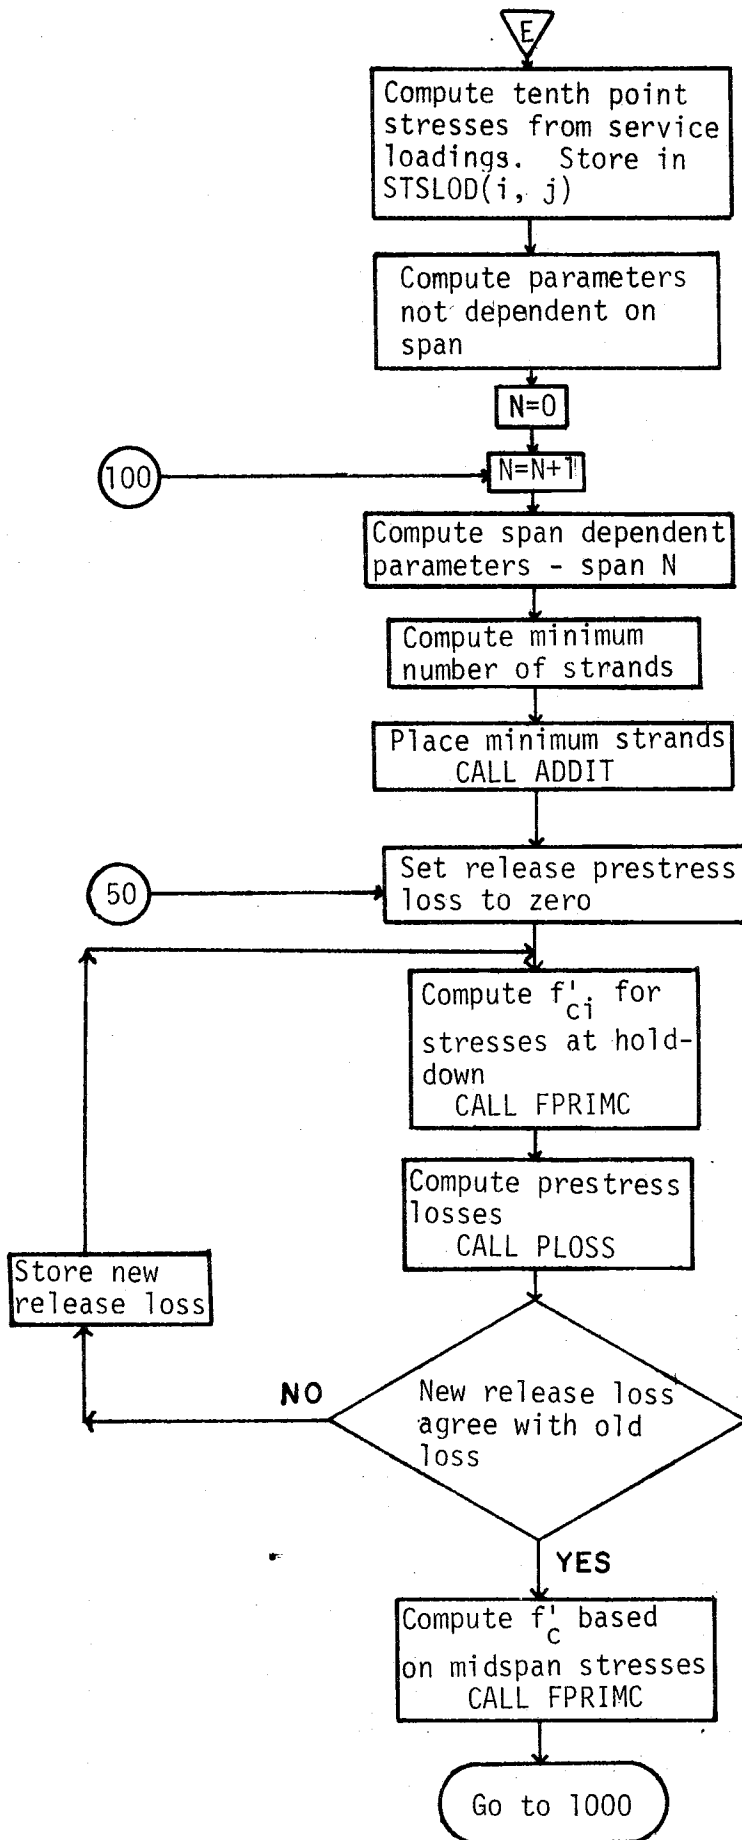 E
Compute tenth point
stresses from service
loadings. Store in
STSLOD(i, j)
Compute parameters
not dependent on
span
N=0
100
N=N+1
Compute span dependent
parameters - span N
Compute minimum
number of strands
Place minimum strands
CALL ADDIT
50
Set release prestress
loss to zero
Compute f'ci for
stresses at hold-
down
CALL FPRIMC
Compute prestress
losses
CALL PLOSS
Store new
release loss
NO
New release loss
agree with old
loss
YES
Compute f'c based
on midspan stresses
CALL FPRIMC
Go to 1000